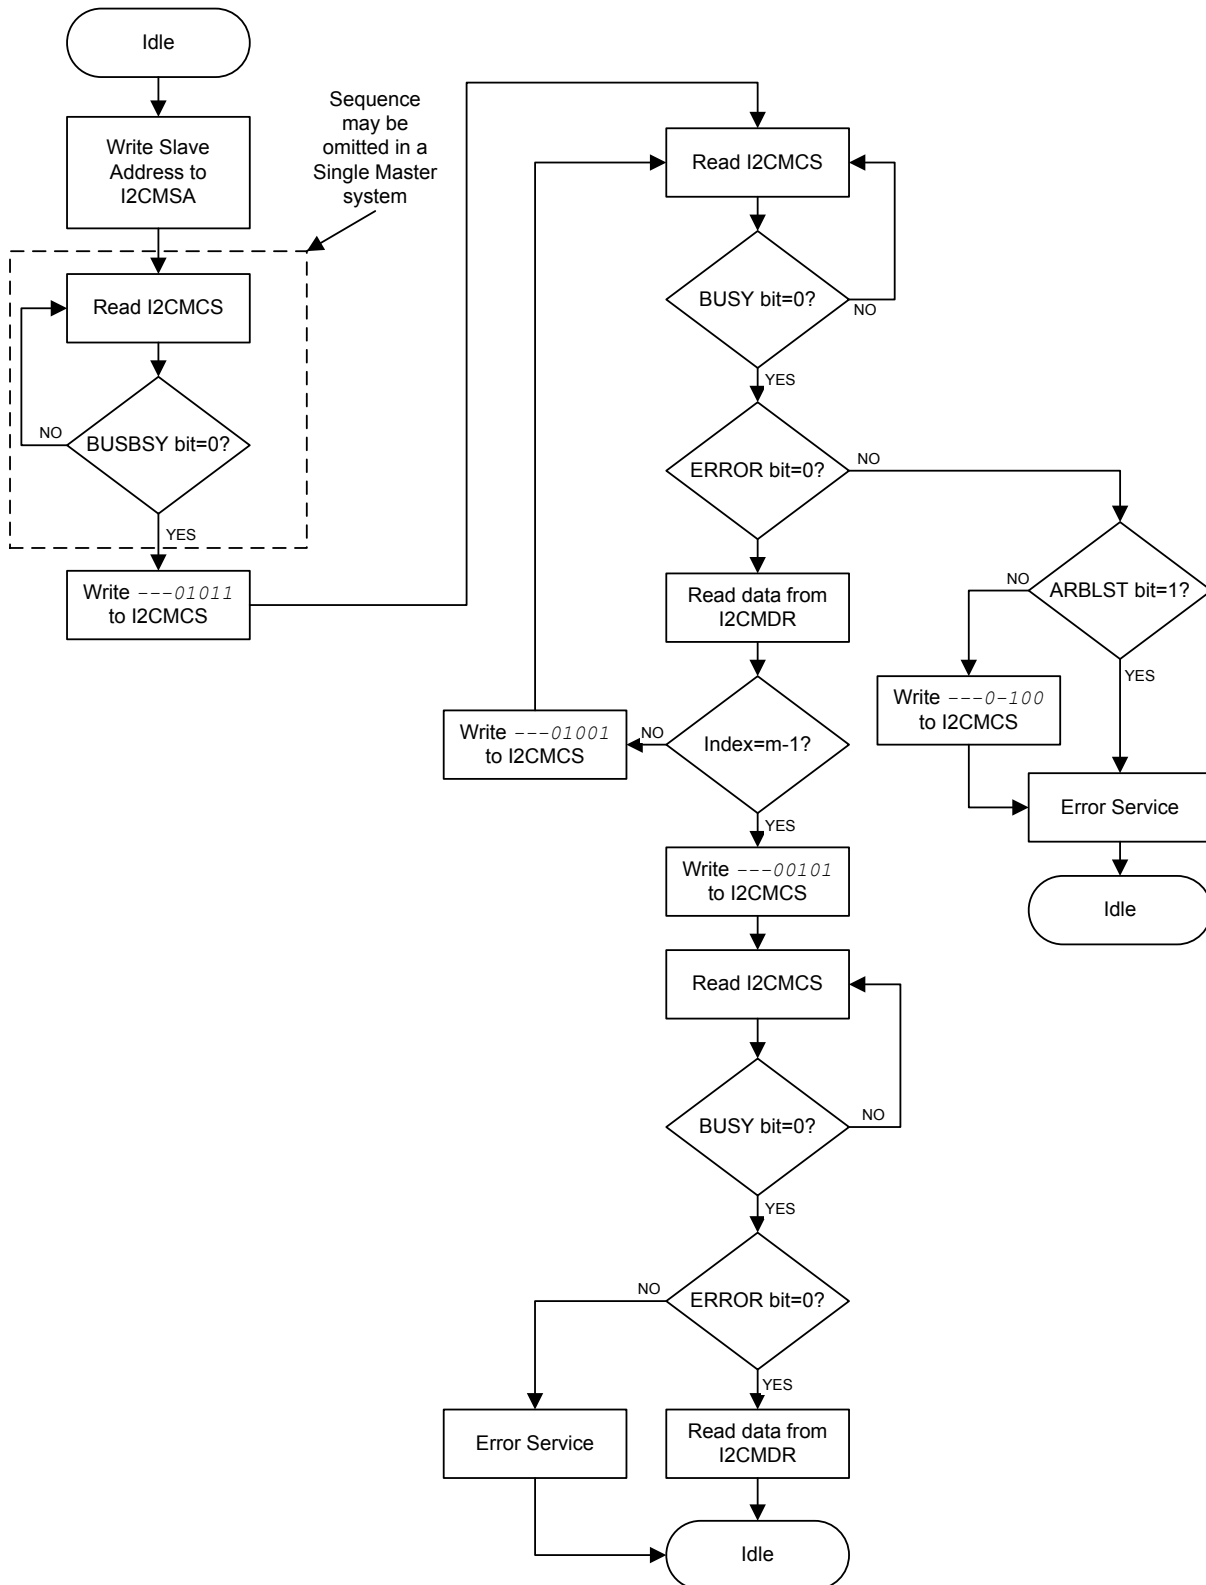 Idle
Write Slave
Address to
I2CMSA
Sequence
may be
omitted in a
Single Master
system
Read I2CMCS
BUSBSY bit=0?
NO
YES
Write ---01011
to I2CMCS
Read I2CMCS
BUSY bit=0?
NO
YES
ERROR bit=0?
NO
ARBLST bit=1?
NO
YES
Write ---0-100
to I2CMCS
Error Service
Idle
Read data from
I2CMDR
Index=m-1?
NO
Write ---01001
to I2CMCS
YES
Write ---00101
to I2CMCS
Read I2CMCS
BUSY bit=0?
NO
YES
ERROR bit=0?
NO
YES
Error Service
Read data from
I2CMDR
Idle